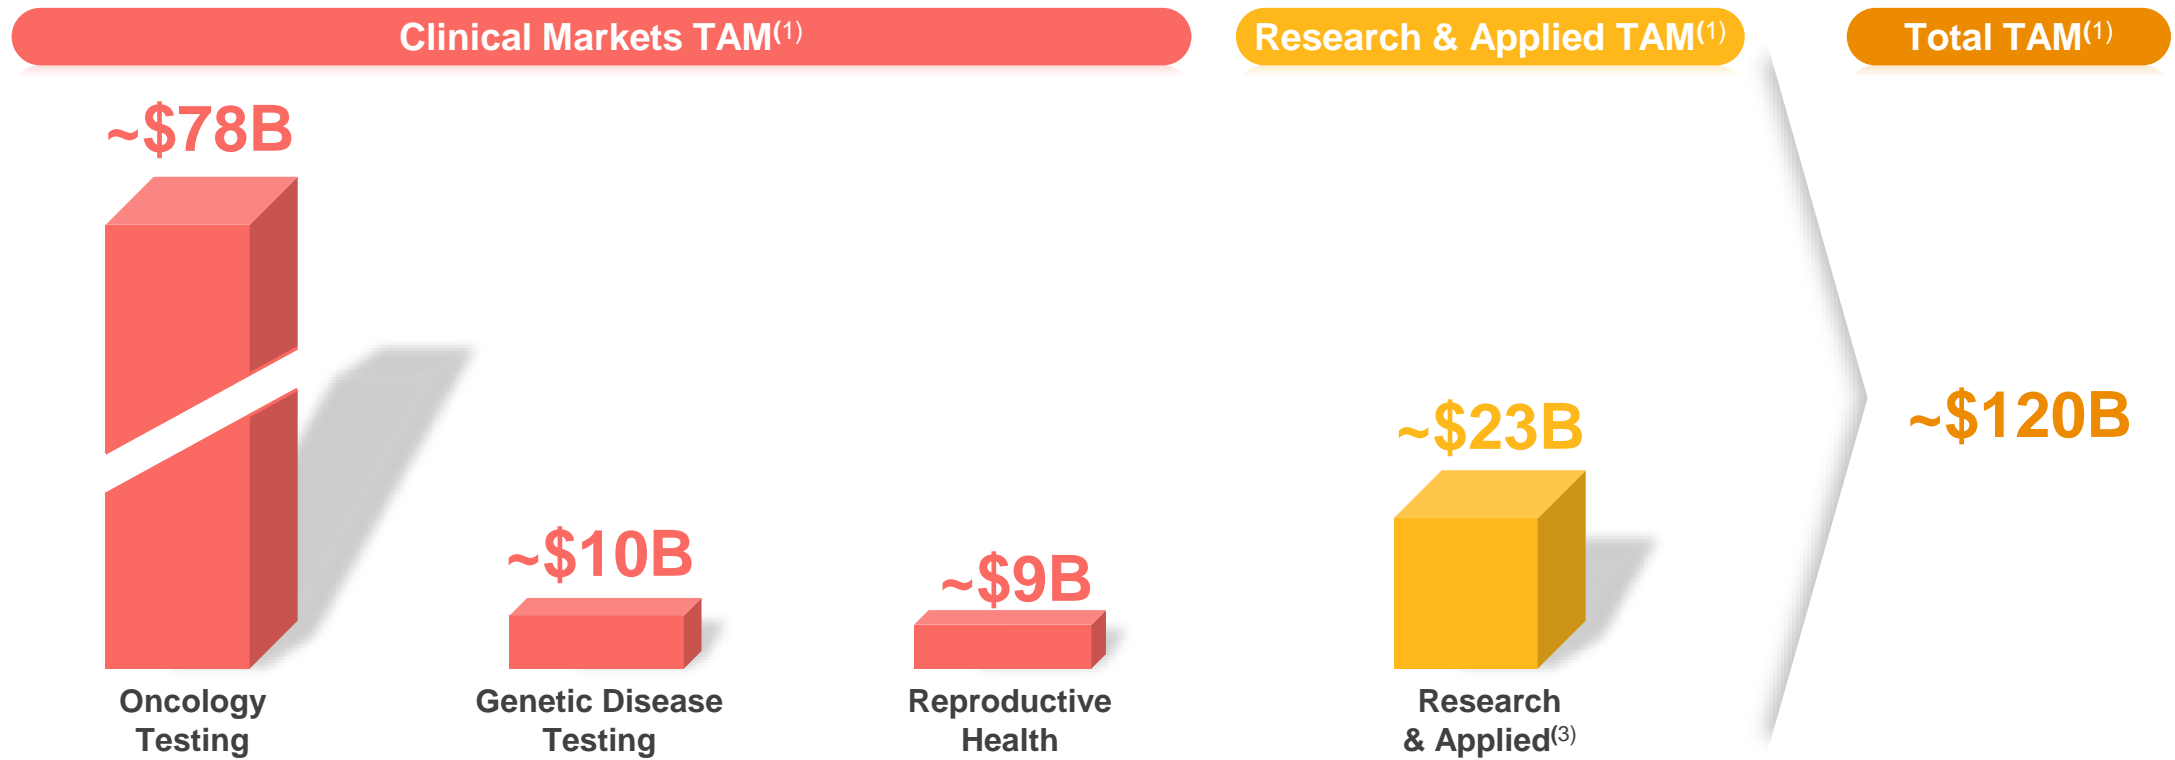 Clinical Markets TAM(1)
Research & Applied TAM(1)
Total TAM(1)
~$78B
~$10B
~$9B
~$23B
~$120B
Oncology
Testing
Genetic Disease
Testing
Reproductive
Health
Research
& Applied(3)